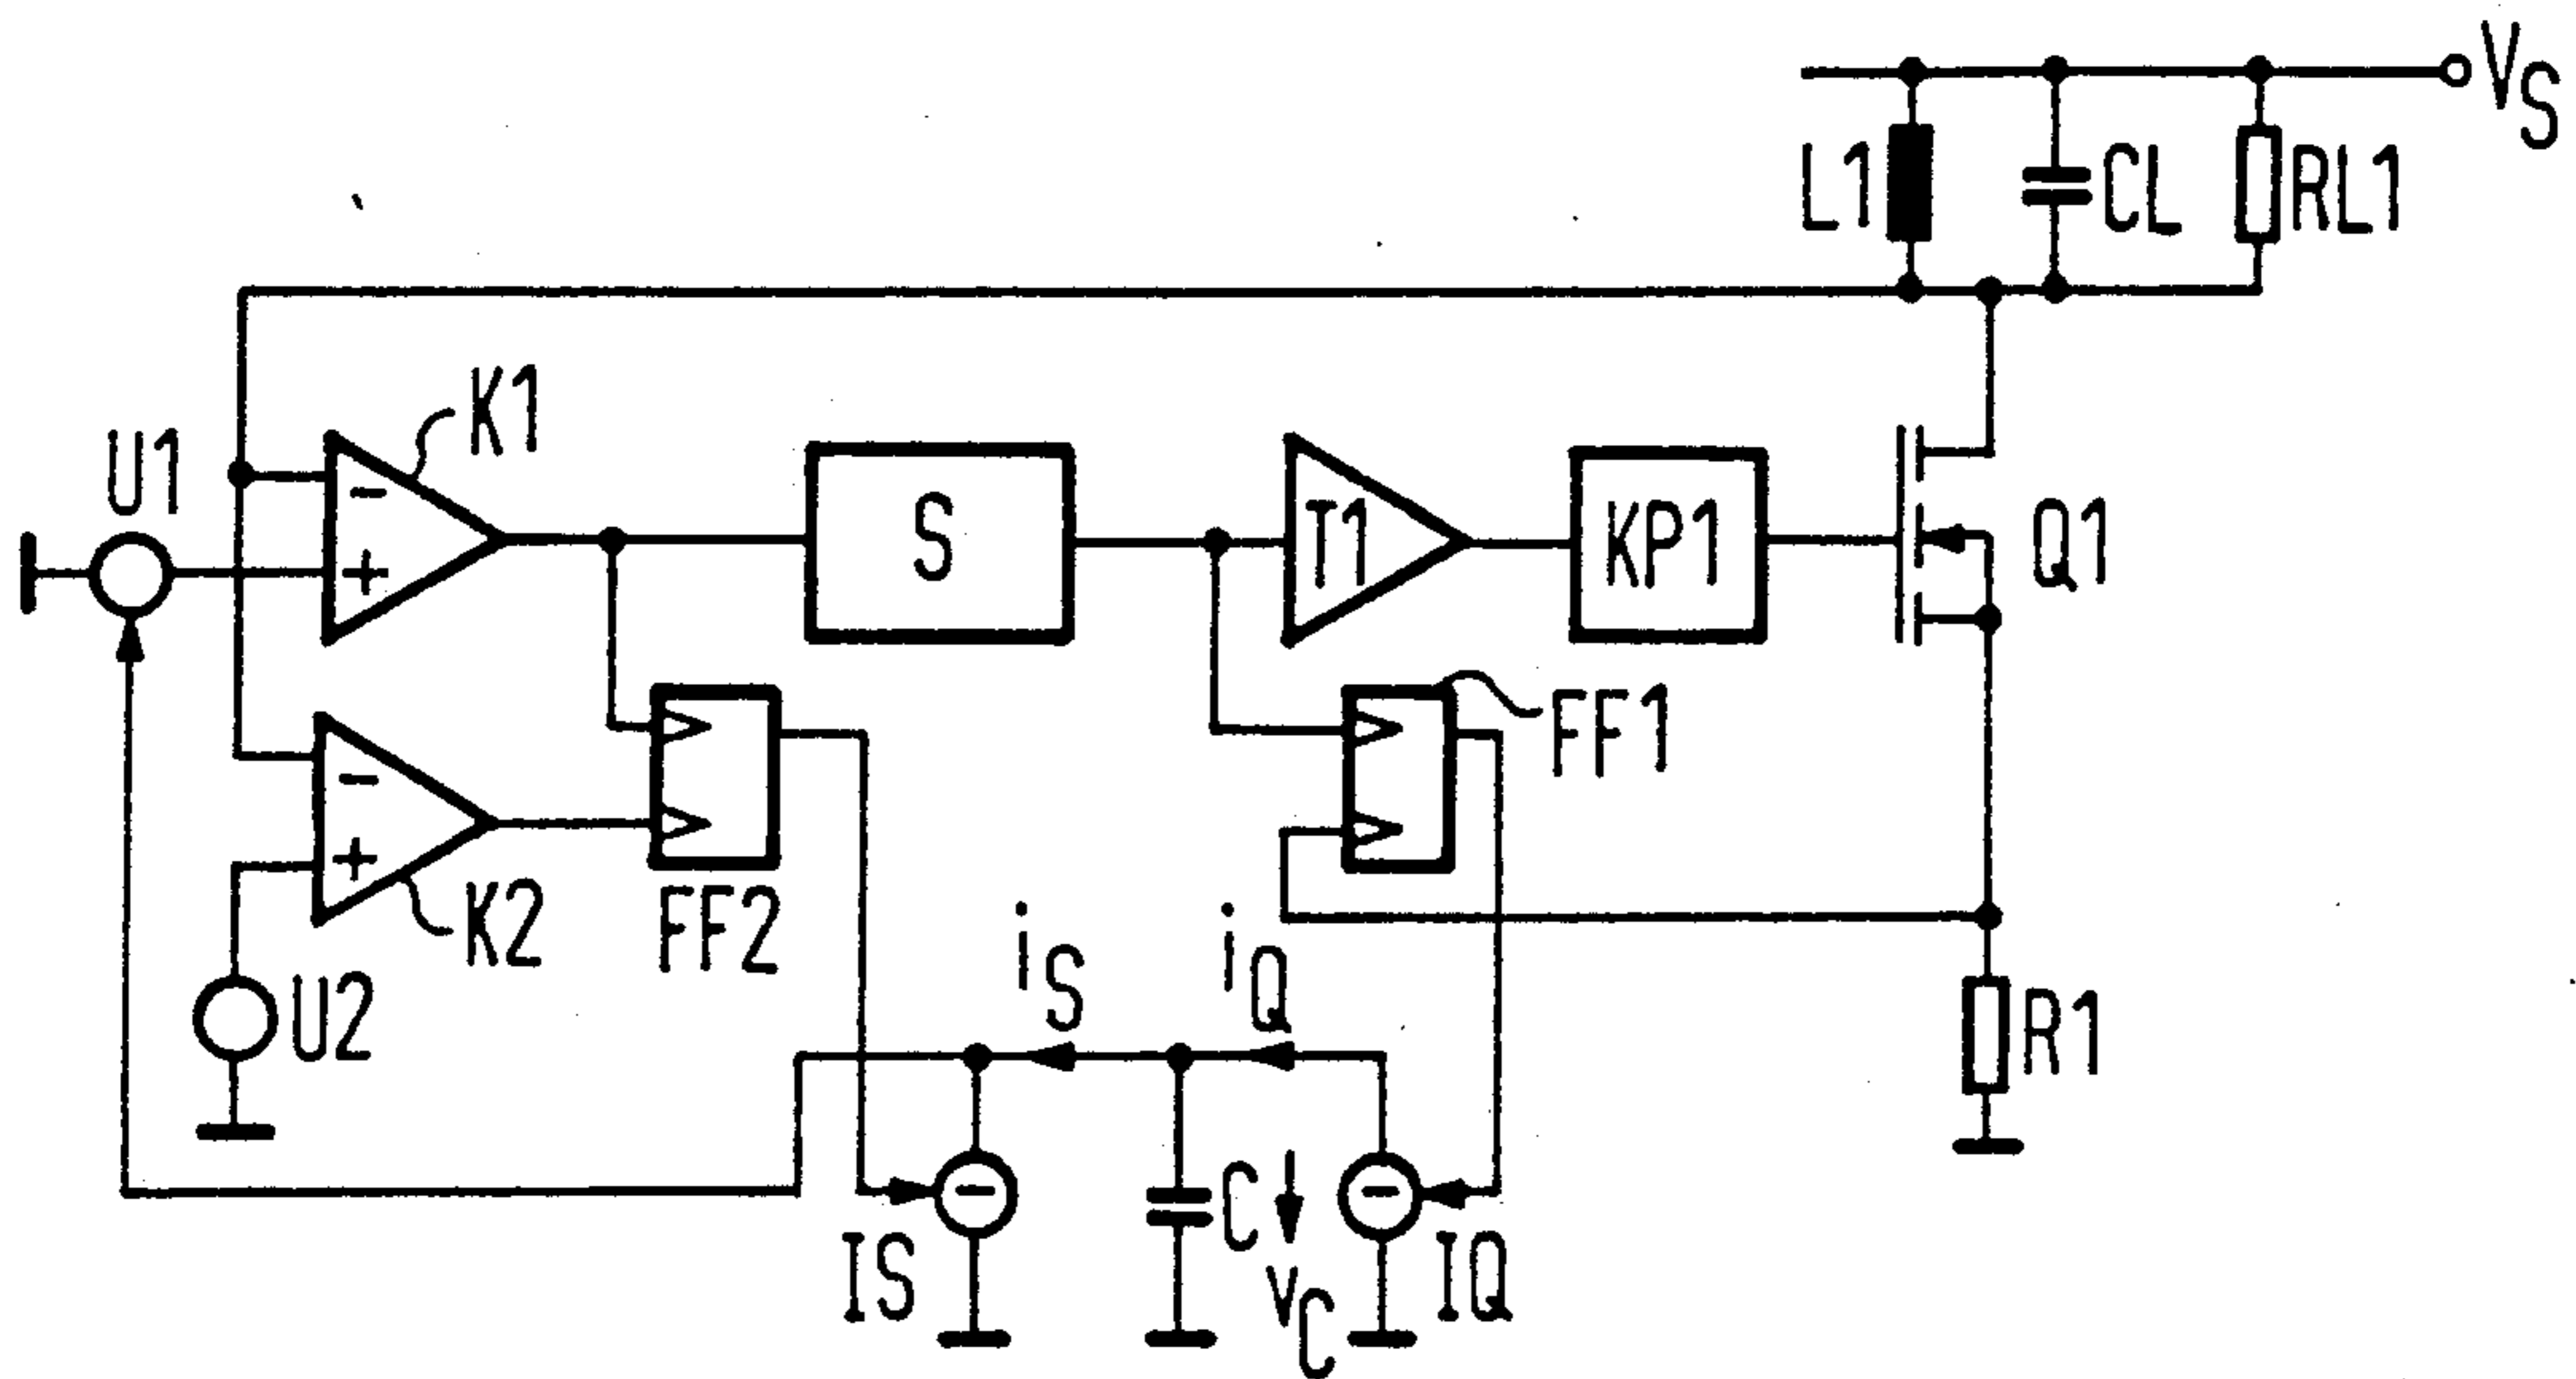 VS
L1
CL
RL1
K1
U1
-
+
S
T1
KP1
Q1
FF1
-
+
K2
FF2
U2
iS
iQ
R1
-
IS
C
vC
-
IQ